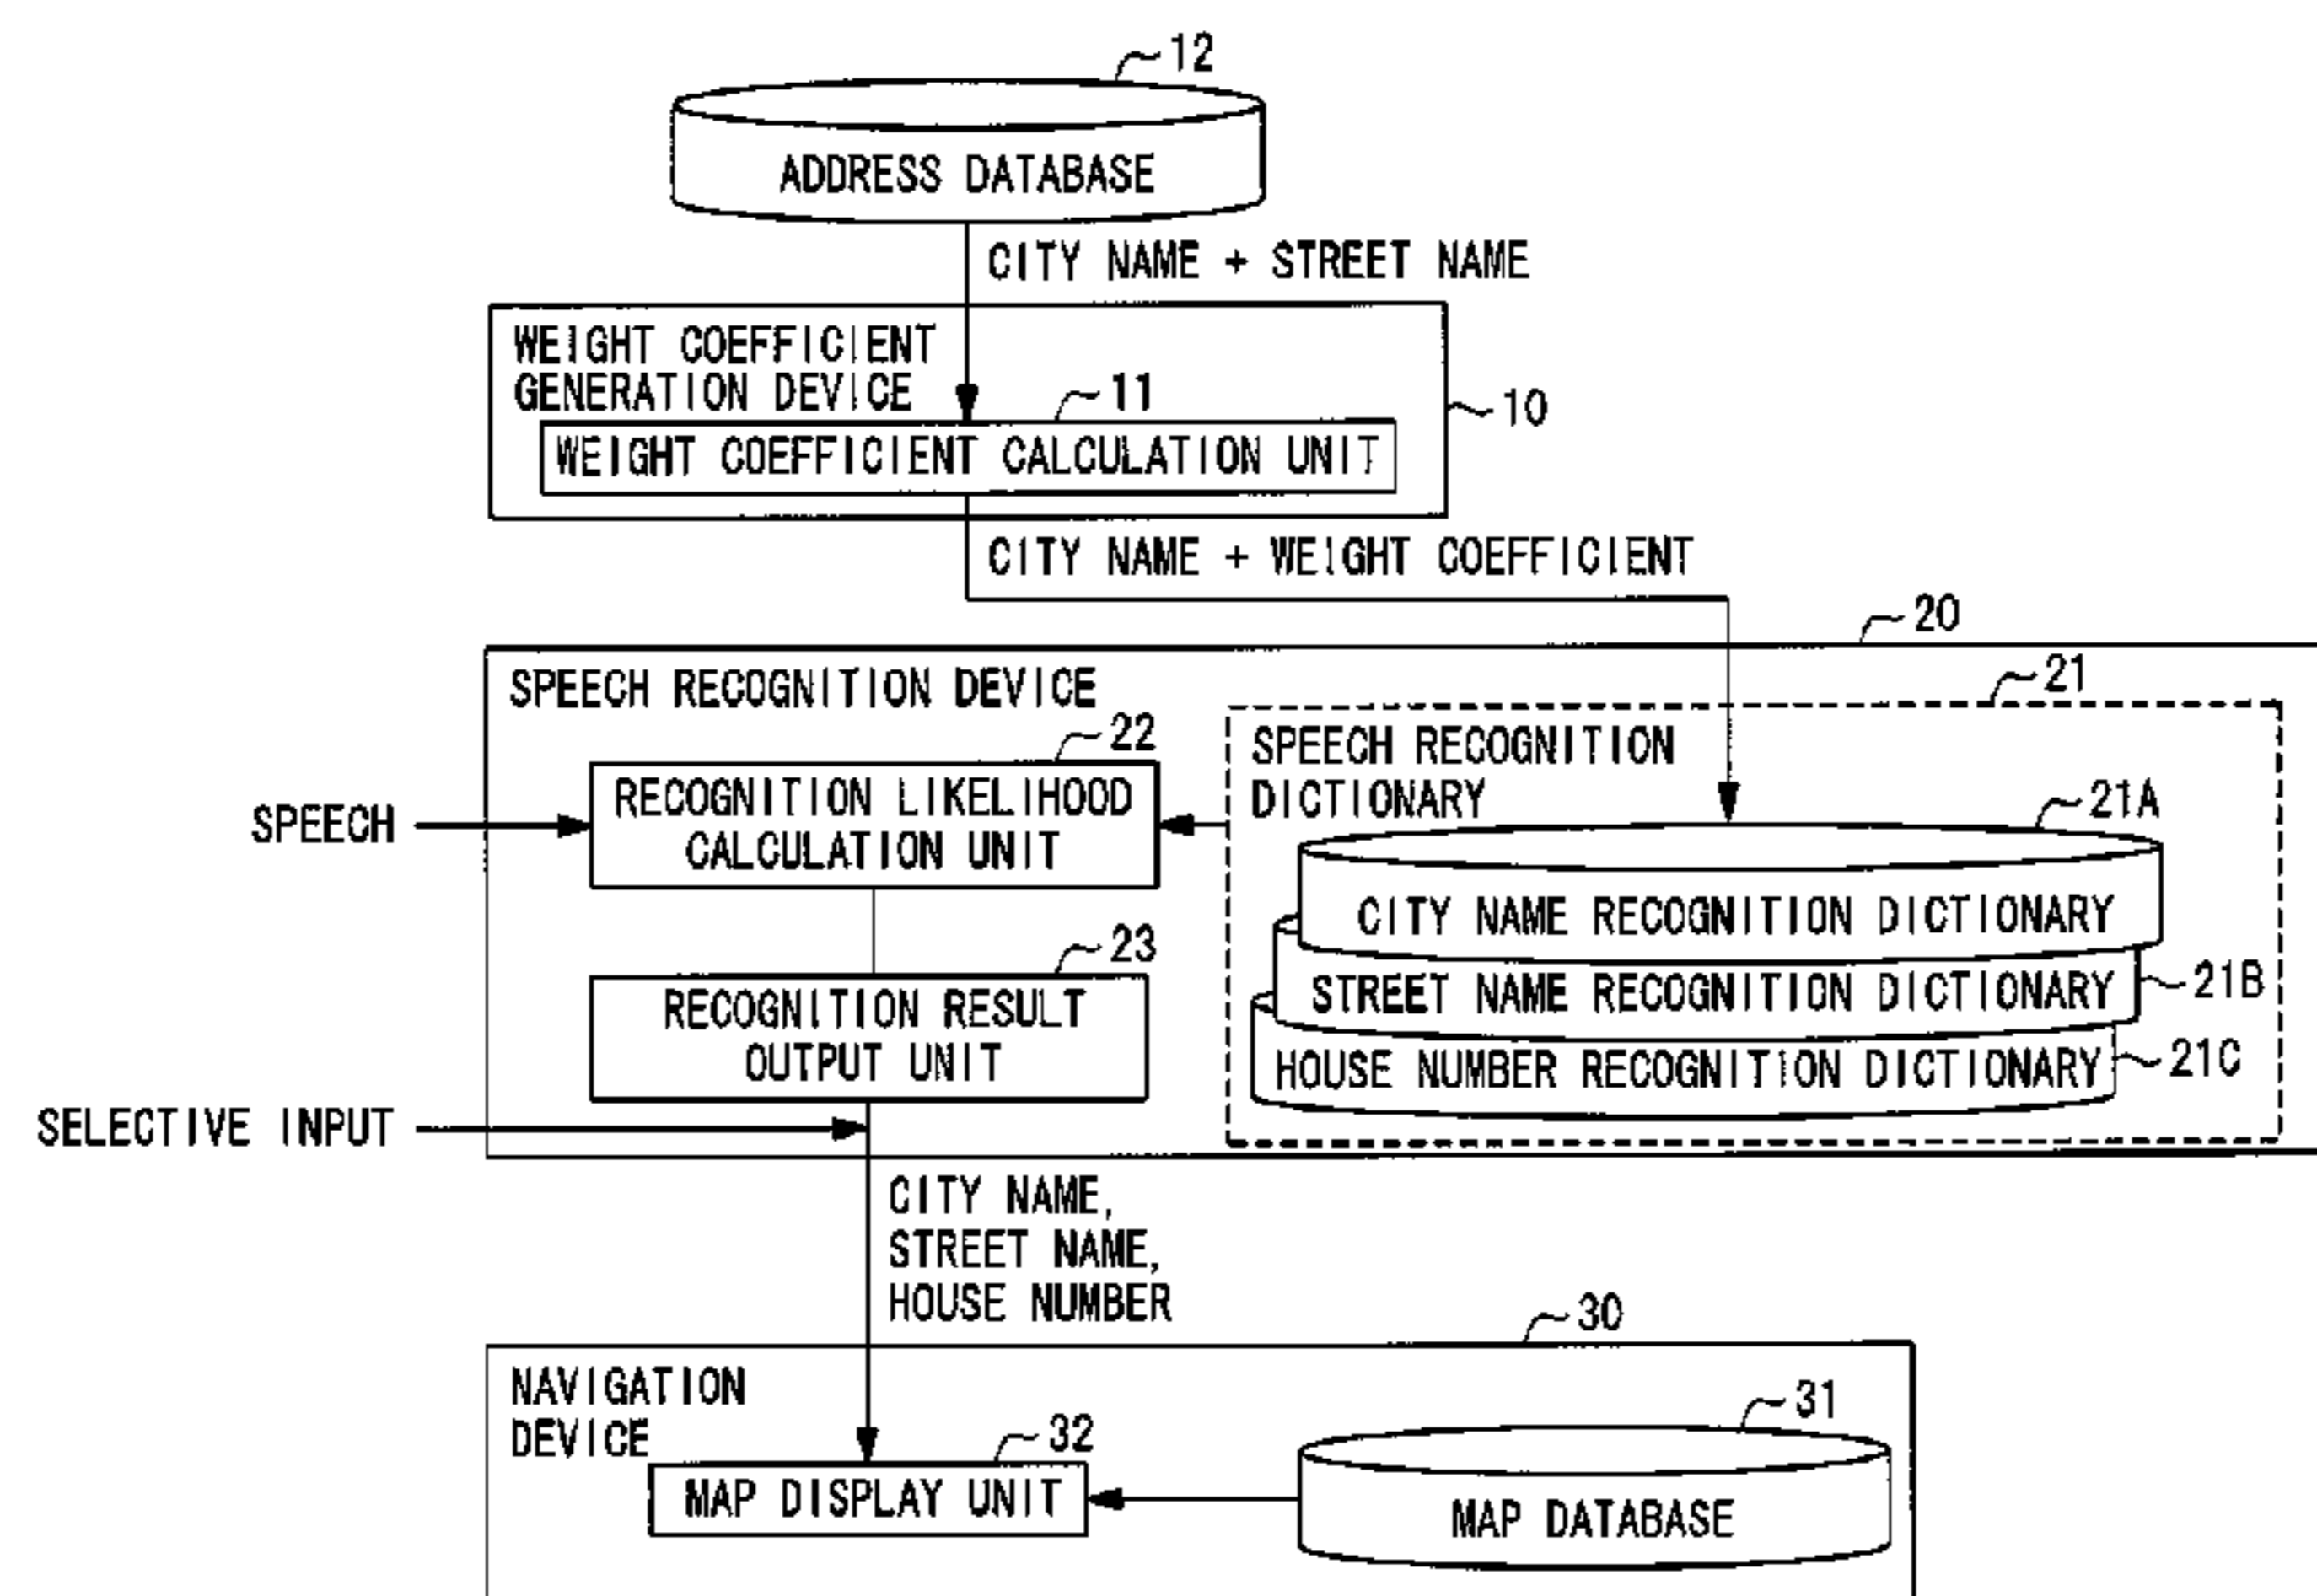 12
ADDRESS DATABASE
CITY NAME + STREET NAME
WEIGHT COEFFICIENT
GENERATION DEVICE
11
10
WEIGHT COEFFICIENT CALCULATION UNIT
CITY NAME + WEIGHT COEFFICIENT
20
SPEECH RECOGNITION DEVICE
21
22
SPEECH RECOGNITION
DICTIONARY
RECOGNITION LIKELIHOOD
CALCULATION UNIT
SPEECH
21A
CITY NAME RECOGNITION DICTIONARY
23
STREET NAME RECOGNITION DICTIONARY
21B
RECOGNITION RESULT
OUTPUT UNIT
HOUSE NUMBER RECOGNITION DICTIONARY
21C
SELECTIVE INPUT
CITY NAME,
STREET NAME,
HOUSE NUMBER
30
NAVIGATION
DEVICE
32
31
MAP DISPLAY UNIT
MAP DATABASE